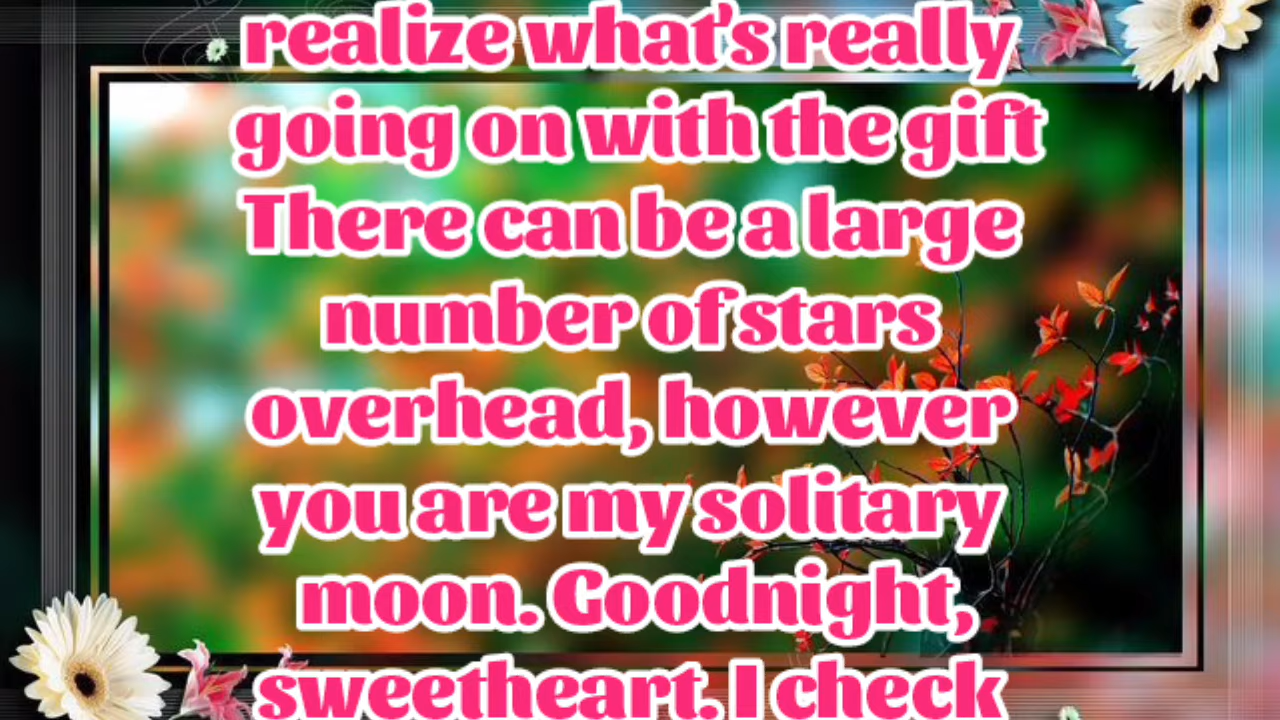 realize what's really
going on with the gift
There can be a large
number of stars
overhead, however
you are my solitary
moon. Goodnight,
sweetheart. I check